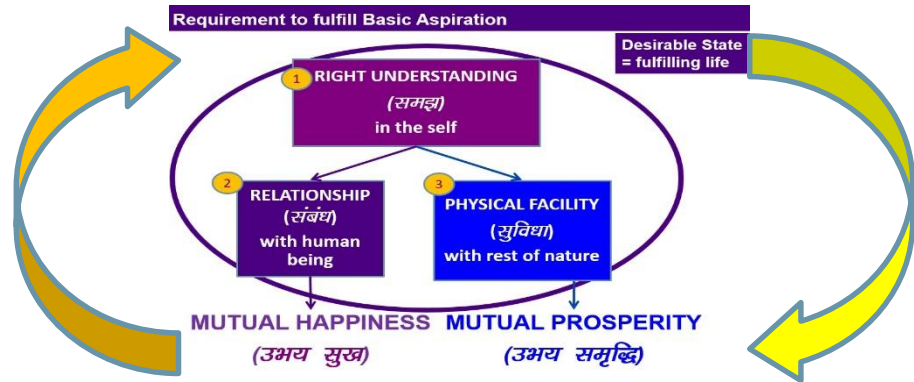 Requirement to fulfill Basic Aspiration
Desirable State
= fulfilling life
1
RIGHT UNDERSTANDING
(समझ)
in the self
2
RELATIONSHIP
(संबंध)
with human
being
3
PHYSICAL FACILITY
(सुविधा)
with rest of nature
MUTUAL HAPPINESS
(उभय सुख)
MUTUAL PROSPERITY
(उभय समृद्धि)